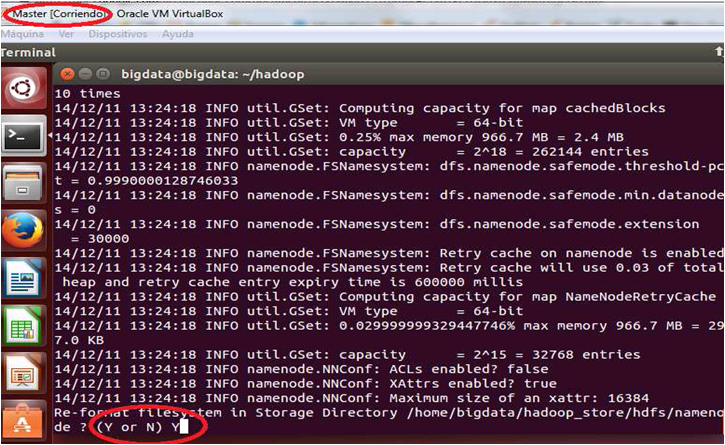 Master [Corriendo] - Oracle VM VirtualBox
Máquina Ver Dispositivos Ayuda
Terminal
bigdata@bigdata: ~/hadoop
10 times
14/12/11 13:24:18 INFO util.GSet: Computing capacity for map cachedBlocks
14/12/11 13:24:18 INFO util.GSet: VM type = 64-bit
14/12/11 13:24:18 INFO util.GSet: 0.25% max memory 966.7 MB = 2.4 MB
14/12/11 13:24:18 INFO util.GSet: capacity = 2^18 = 262144 entries
14/12/11 13:24:18 INFO namenode.FSNamesystem: dfs.namenode.safemode.threshold-pc
t = 0.9990000128746033
14/12/11 13:24:18 INFO namenode.FSNamesystem: dfs.namenode.safemode.min.datanode
s = 0
14/12/11 13:24:18 INFO namenode.FSNamesystem: dfs.namenode.safemode.extension
= 30000
14/12/11 13:24:18 INFO namenode.FSNamesystem: Retry cache on namenode is enabled
14/12/11 13:24:18 INFO namenode.FSNamesystem: Retry cache will use 0.03 of total
heap and retry cache entry expiry time is 600000 millis
14/12/11 13:24:18 INFO util.GSet: Computing capacity for map NameNodeRetryCache
14/12/11 13:24:18 INFO util.GSet: VM type = 64-bit
14/12/11 13:24:18 INFO util.GSet: 0.029999999329447746% max memory 966.7 MB = 29
7.0 KB
14/12/11 13:24:18 INFO util.GSet: capacity = 2^15 = 32768 entries
14/12/11 13:24:18 INFO namenode.NNConf: ACLs enabled? false
14/12/11 13:24:18 INFO namenode.NNConf: XAttrs enabled? true
14/12/11 13:24:18 INFO namenode.NNConf: Maximum size of an xattr: 16384
Re-format filesystem in Storage Directory /home/bigdata/hadoop_store/hdfs/nameno
de ? (Y or N) Y